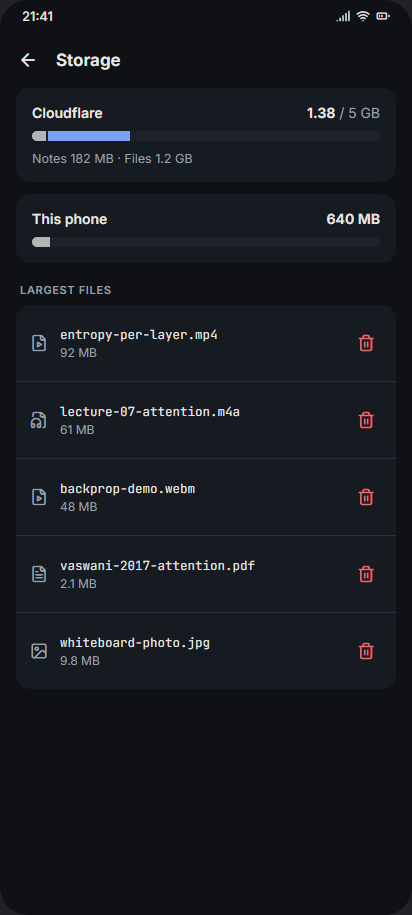 21:41
Storage
Cloudflare 1.38 / 5 GB
Notes 182 MB · Files 1.2 GB
This phone 640 MB
LARGEST FILES
entropy-per-layer.mp4
92 MB
lecture-07-attention.m4a
61 MB
backprop-demo.webm
48 MB
vaswani-2017-attention.pdf
2.1 MB
whiteboard-photo.jpg
9.8 MB